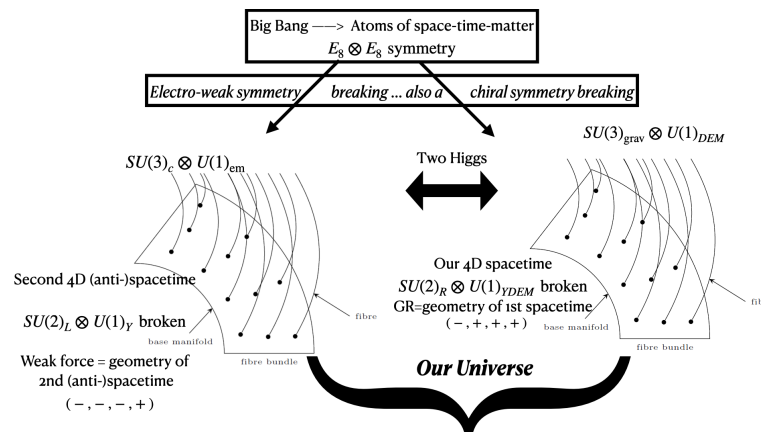 Big Bang ——> Atoms of space-time-matter
E₈ ⊗ E₈ symmetry
Electro-weak symmetry breaking ... also a chiral symmetry breaking
SU(3)grav ⊗ U(1)DEM
SU(3)c ⊗ U(1)em
Two Higgs
Second 4D (anti-)spacetime
Our 4D spacetime
SU(2)R ⊗ U(1)YDEM broken
GR=geometry of 1st spacetime
(−, +, +, +)
fibre
SU(2)L ⊗ U(1)Y broken
base manifold
base manifold
fibre bundle
fibre bundle
Weak force = geometry of
2nd (anti-)spacetime
(−, −, −, +)
Our Universe